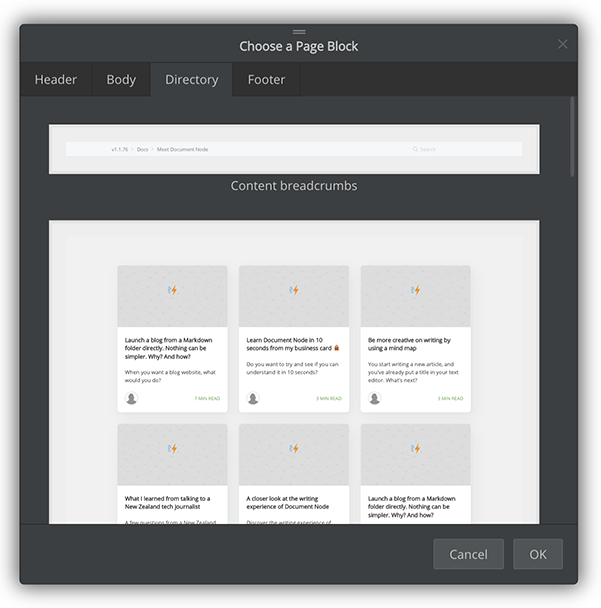 Choose a Page Block
Header Body Directory Footer
v1.1.76 > Docs > Meet Document Node Search
Content breadcrumbs
Launch a blog from a Markdown
folder directly. Nothing can be
simpler. Why? And how?
When you want a blog website, what
would you do?
7 MIN READ
Learn Document Node in 10
seconds from my business card
Do you want to try and see if you can
understand it in 10 seconds?
3 MIN READ
Be more creative on writing by
using a mind map
You start writing a new article, and
you've already put a title in your text
editor. What's next?
3 MIN READ
What I learned from talking to a
New Zealand tech journalist
A few questions from a New Zealand
A closer look at the writing
experience of Document Node
Discover the writing experience of
Launch a blog from a Markdown
folder directly. Nothing can be
simpler. Why? And how?
Cancel OK